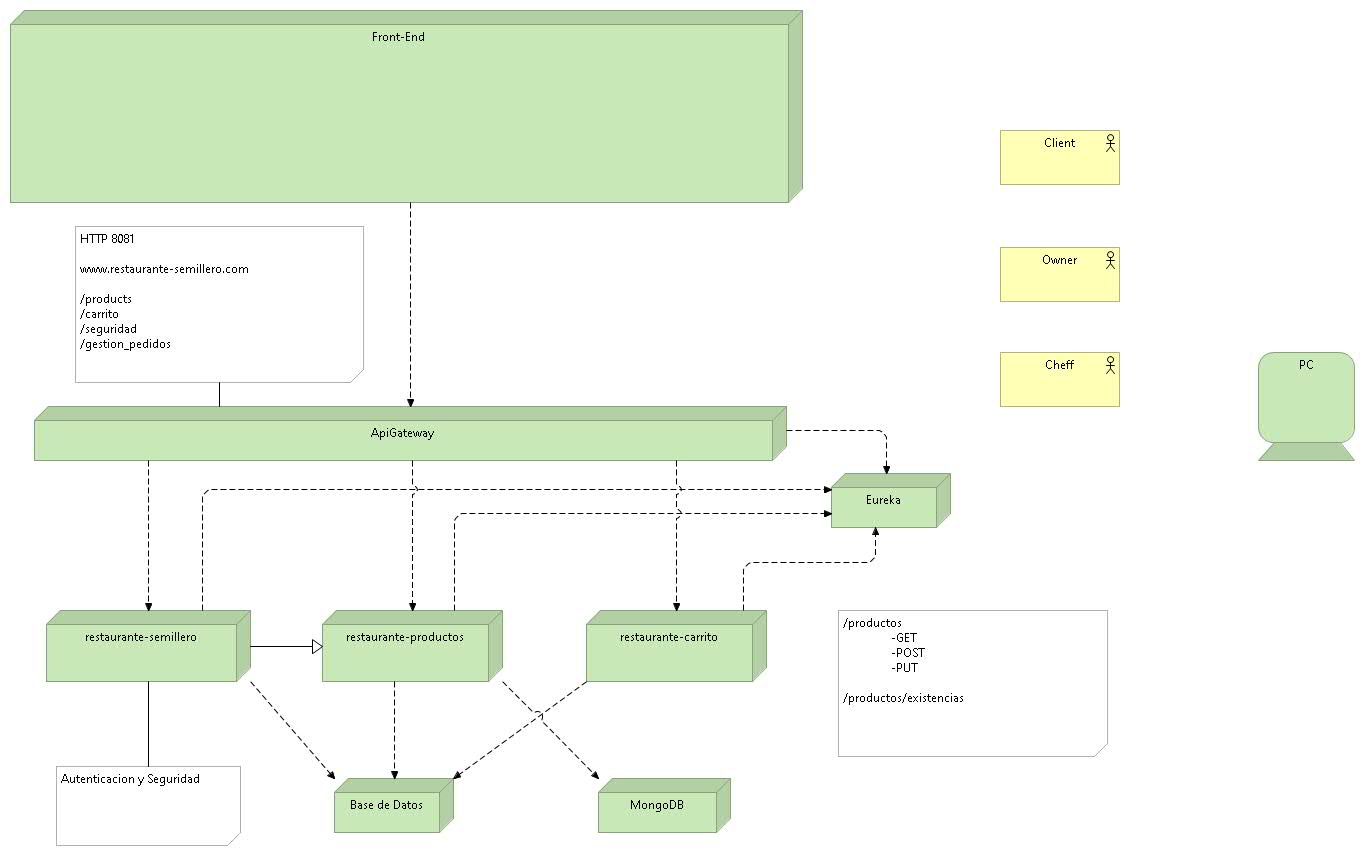 Front-End
Client
HTTP 8081
www.restaurante-semillero.com
/products
/carrito
/seguridad
/gestion_pedidos
Owner
Cheff
PC
ApiGateway
Eureka
restaurante-semillero
restaurante-productos
restaurante-carrito
/productos
-GET
-POST
-PUT
/productos/existencias
Autenticacion y Seguridad
Base de Datos
MongoDB